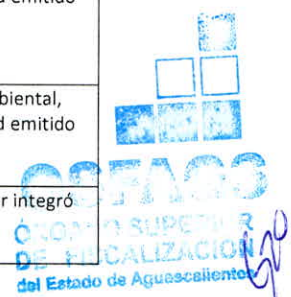 emitido
biental,
d emitido
r integró
OSFAGS
ÓRGANO SUPERIOR
DE FISCALIZACIÓN
del Estado de Aguascalientes